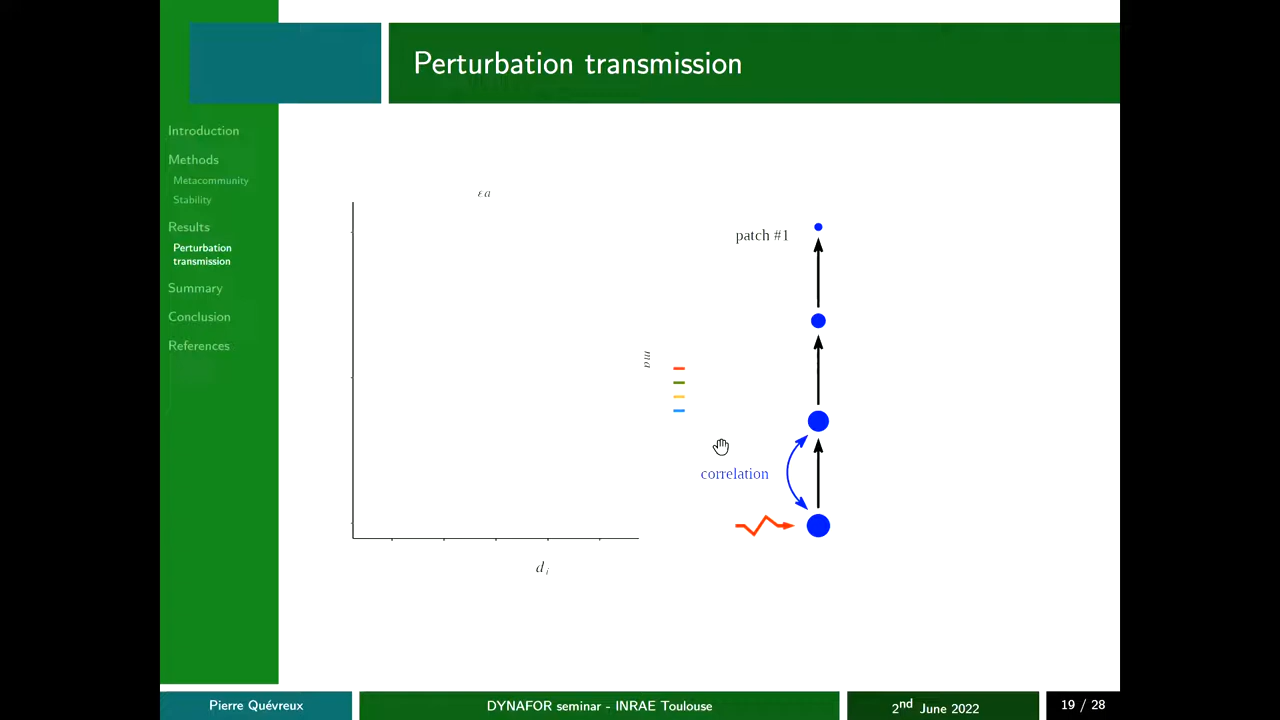 Perturbation transmission
Introduction
Methods
Metacommunity
Stability
Results
Perturbation
transmission
Summary
Conclusion
References
εa
patch #1
ma
correlation
d i
Pierre Quévreux
DYNAFOR seminar - INRAE Toulouse
2nd June 2022
19 / 28